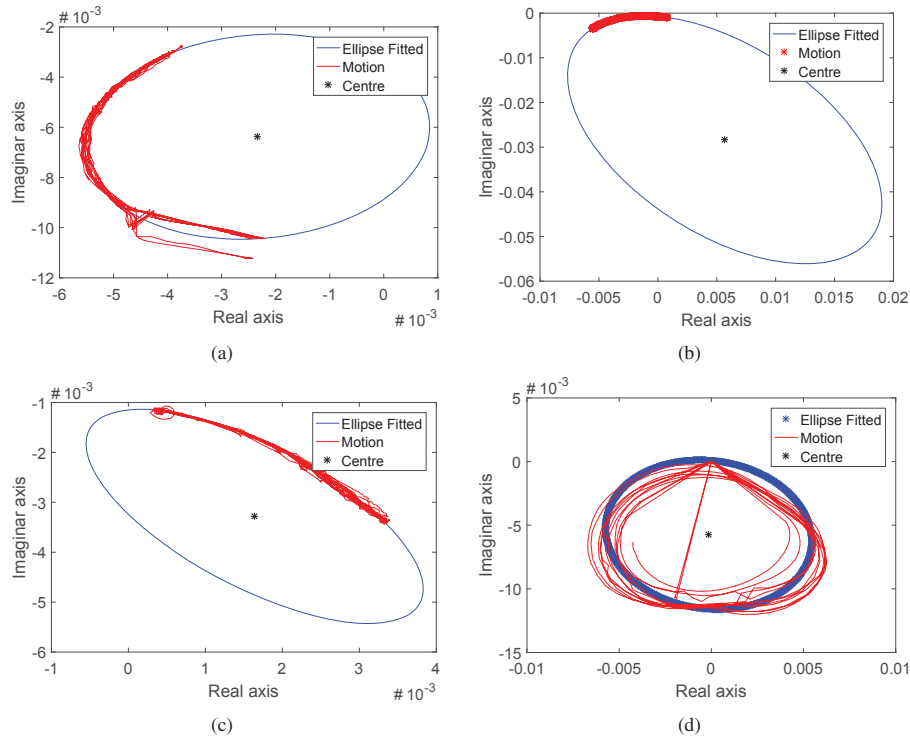 # 10^-3
-2
-4
-6
-8
-10
-12
Imaginar axis
Ellipse Fitted
Motion
Centre
-6 -5 -4 -3 -2 -1 0 1
Real axis
# 10^-3
(a)
0
-0.01
-0.02
-0.03
-0.04
-0.05
-0.06
Imaginar axis
Ellipse Fitted
Motion
Centre
-0.01 -0.005 0 0.005 0.01 0.015 0.02
Real axis
(b)
# 10^-3
-1
-2
-3
-4
-5
-6
Imaginar axis
Ellipse Fitted
Motion
Centre
-1 0 1 2 3 4
Real axis
# 10^-3
(c)
# 10^-3
5
0
-5
-10
-15
Imaginar axis
Ellipse Fitted
Motion
Centre
-0.01 -0.005 0 0.005 0.01
Real axis
(d)